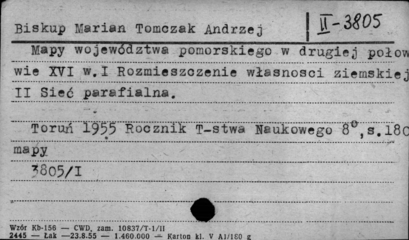 Biskup Marian Tomczak Andrzej
II-3805
Mapy województwa pomorskiego w drugiej połow
wie XVI w.I Rozmieszczenie własnosci ziemskiej
II Sieć parafialna.
Toruń 1955 Rocznik T-stwa Naukowego 8°,s.180
mapy
3805/I
Wzór Kb-156 — CWD, zam. 10837/T-1/II
2445 — Łak —23.8.55 — 1.460.000 — Karton kl. V A1/180 g